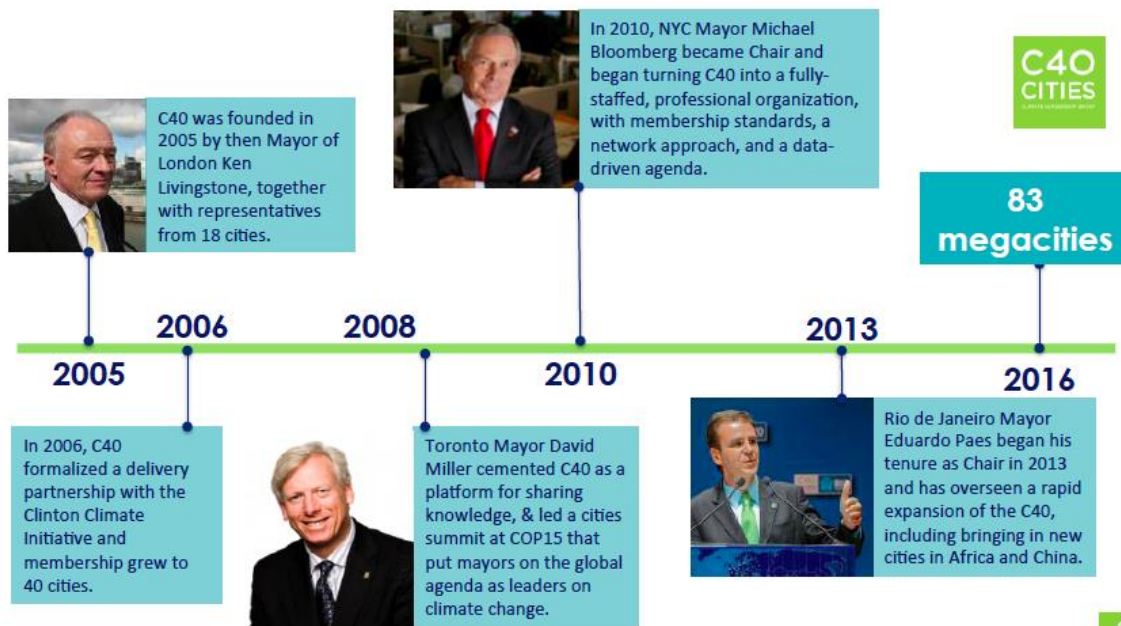 In 2010, NYC Mayor Michael
Bloomberg became Chair and
began turning C40 into a fully-
staffed, professional organization,
with membership standards, a
network approach, and a data-
driven agenda.
C40
CITIES
CLIMATE LEADERSHIP GROUP
C40 was founded in
2005 by then Mayor of
London Ken
Livingstone, together
with representatives
from 18 cities.
83
megacities
2006
2008
2013
2005
2010
2016
In 2006, C40
formalized a delivery
partnership with the
Clinton Climate
Initiative and
membership grew to
40 cities.
Toronto Mayor David
Miller cemented C40 as a
platform for sharing
knowledge, & led a cities
summit at COP15 that
put mayors on the global
agenda as leaders on
climate change.
Rio de Janeiro Mayor
Eduardo Paes began his
tenure as Chair in 2013
and has overseen a rapid
expansion of the C40,
including bringing in new
cities in Africa and China.